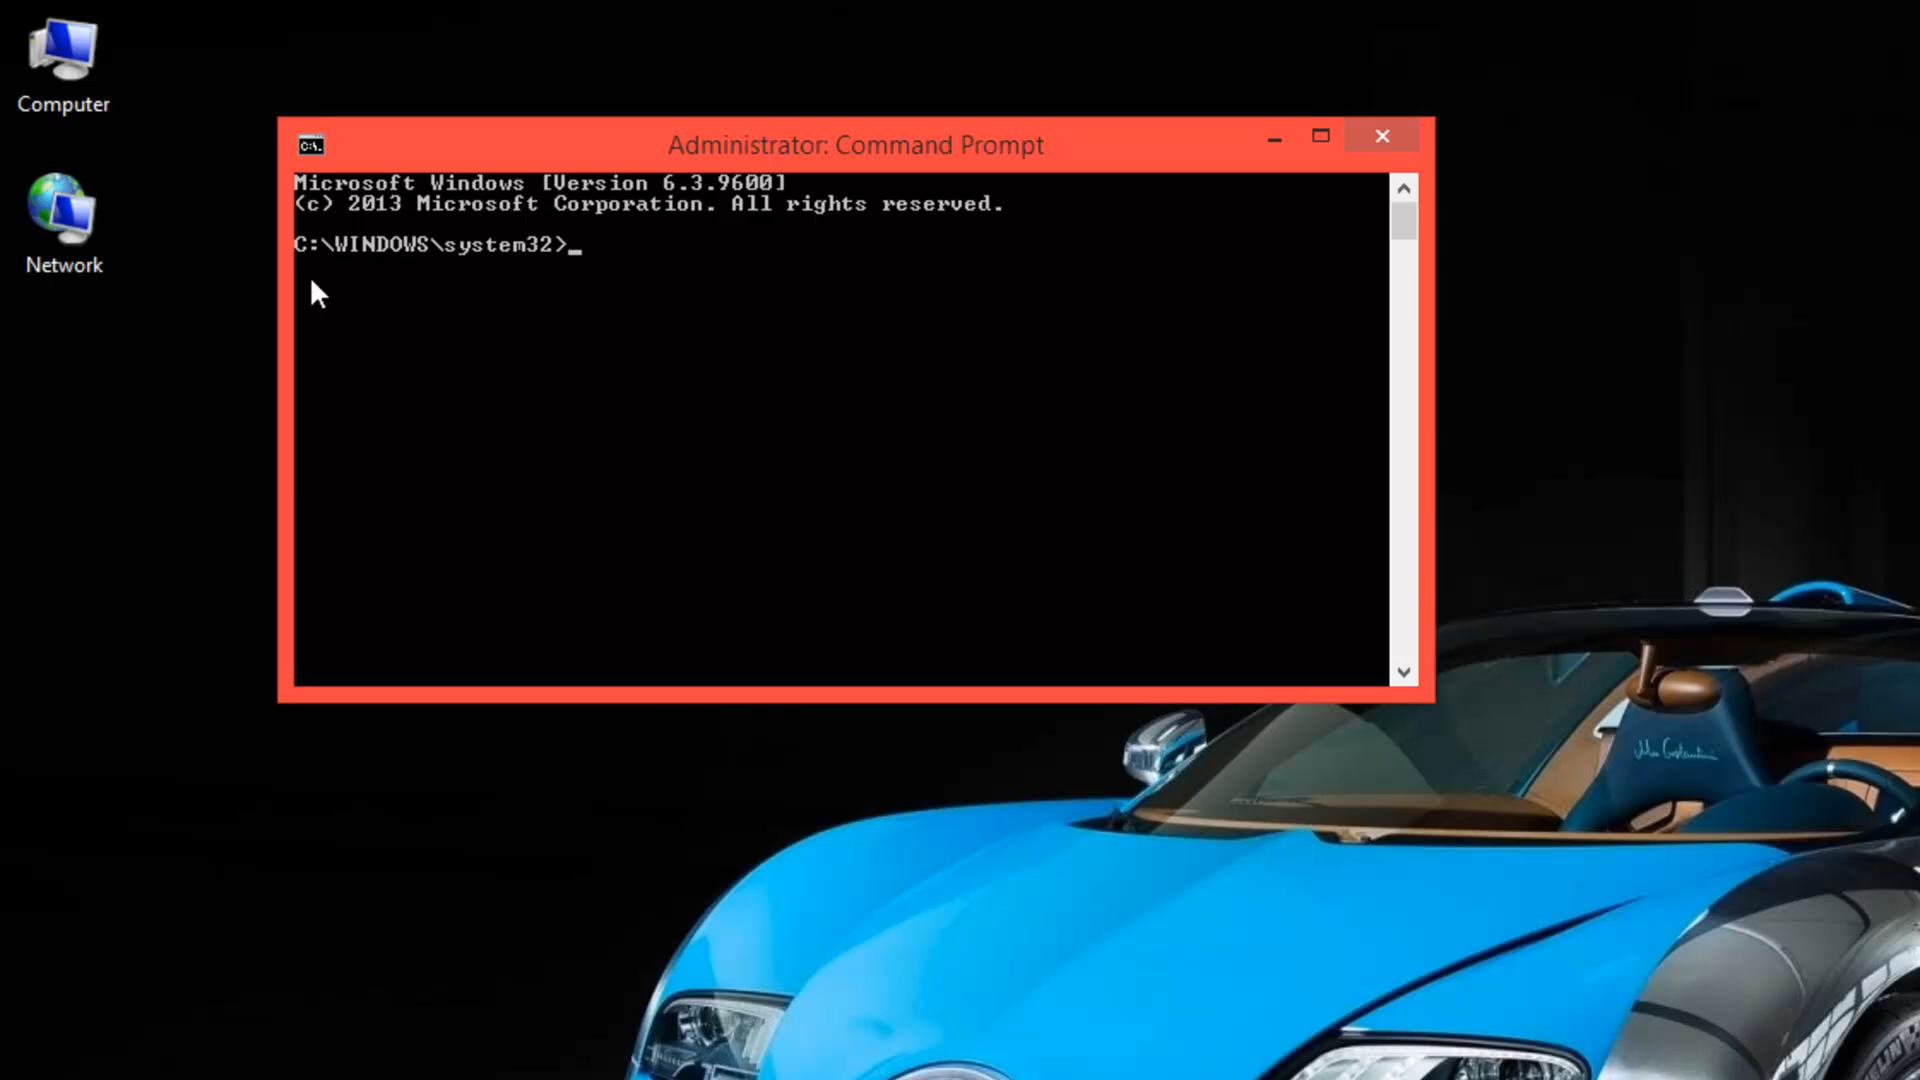 Computer
Network
C:\.
Administrator: Command Prompt
Microsoft Windows [Version 6.3.9600]
(c) 2013 Microsoft Corporation. All rights reserved.
C:\WINDOWS\system32>_